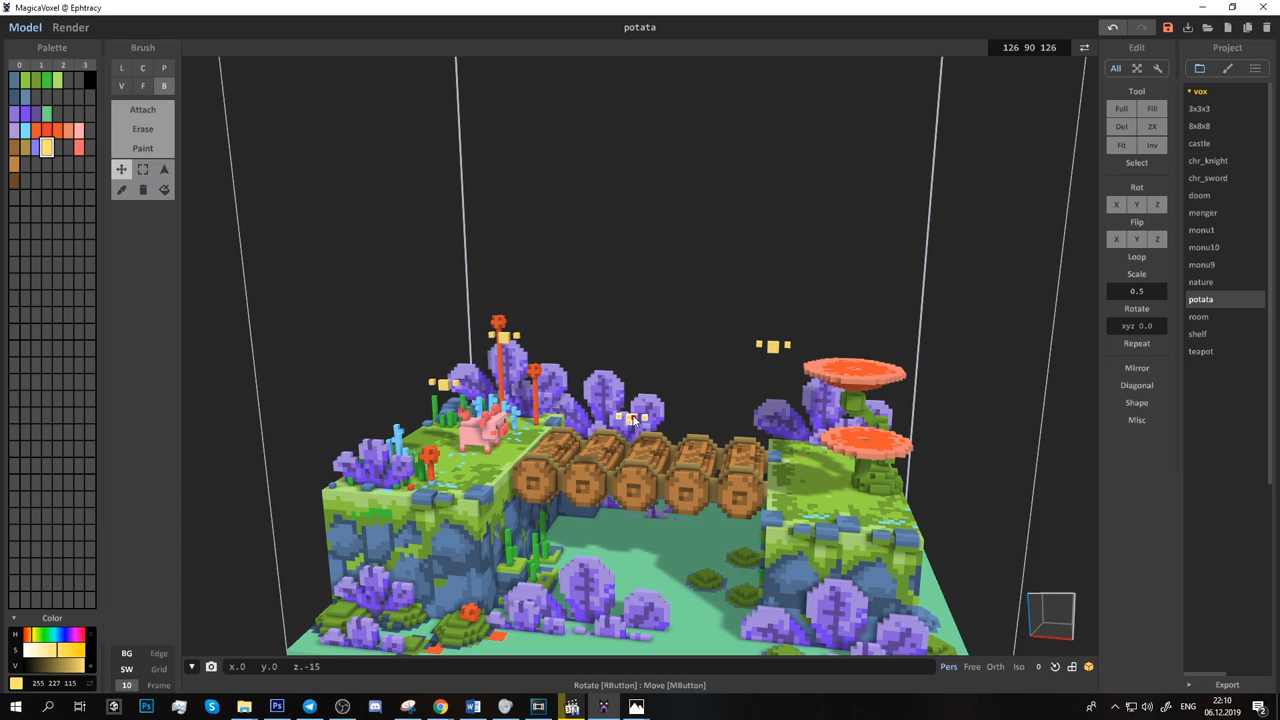 MagicaVoxel @ Ephtracy
Model Render
potata
Palette
0 1 2 3
Brush
L C P
V F B
Attach
Erase
Paint
126 90 126
Edit
All
Tool
Full Fill
Del 2X
Fit Inv
Select
Rot
X Y Z
Flip
X Y Z
Loop
Scale
0.5
Rotate
xyz 0.0
Repeat
Mirror
Diagonal
Shape
Misc
Project
vox
3x3x3
8x8x8
castle
chr_knight
chr_sword
doom
menger
monu1
monu10
monu9
nature
potata
room
shelf
teapot
Export
Color
H
S
V
255 227 115
BG Edge
SW Grid
10 Frame
x.0 y.0 z.-15
Pers Free Orth Iso 0
Rotate [RButton] : Move [MButton]
ENG
22:10
06.12.2019
2